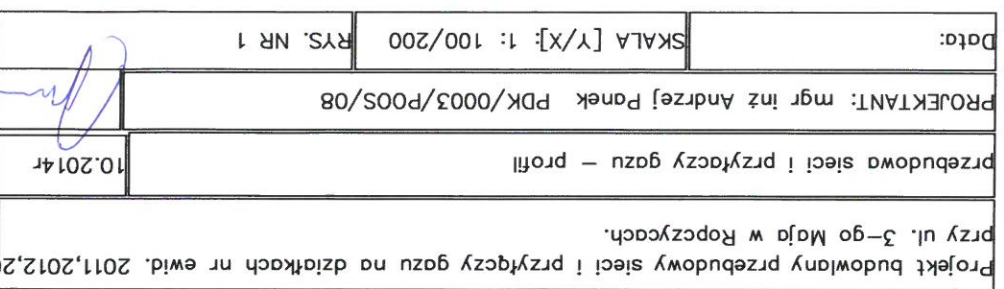 Projekt budowlany przebudowy sieci i przyłączy gazu na działkach nr ewid. 2011,2012,20
przy ul. 3-go Maja w Ropczycach.
przebudowa sieci i przyłączy gazu – profil
10.2014r
PROJEKTANT: mgr inż Andrzej Panek PDK/0003/POOS/08
Data:
SKALA [Y/X]: 1: 100/200
RYS. NR 1